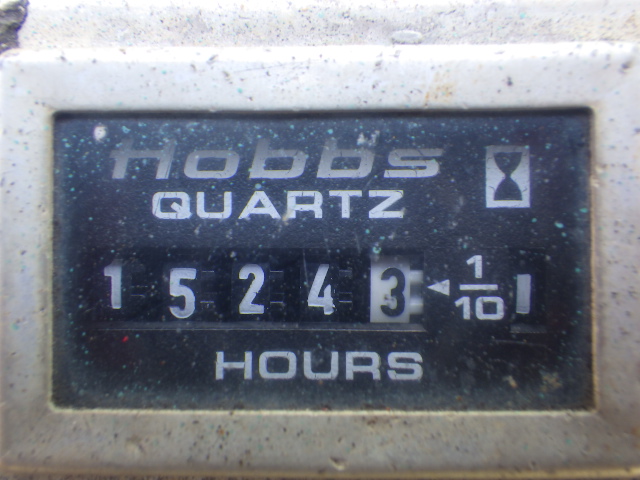 Hobbs
QUARTZ
15243 ◄ 1/10
HOURS